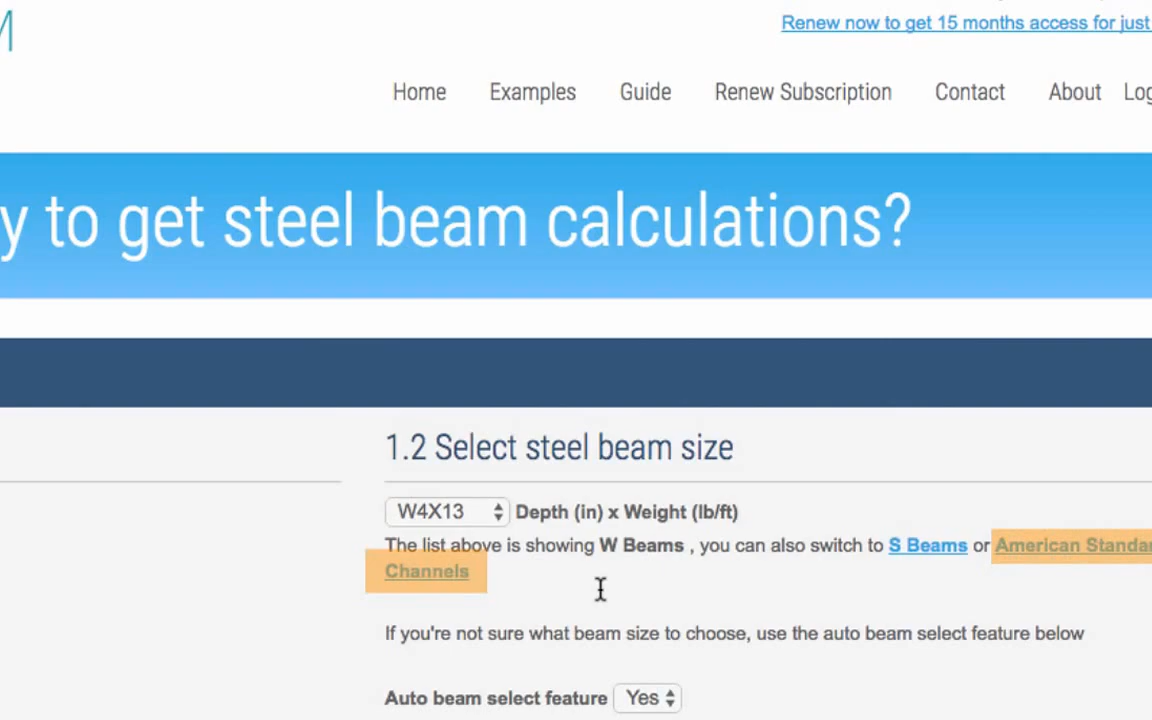 Renew now to get 15 months access for just
Home Examples Guide Renew Subscription Contact About
to get steel beam calculations?
1.2 Select steel beam size
W4X13 Depth (in) x Weight (lb/ft)
The list above is showing W Beams , you can also switch to S Beams or American
Channels
If you're not sure what beam size to choose, use the auto beam select feature below
Auto beam select feature Yes